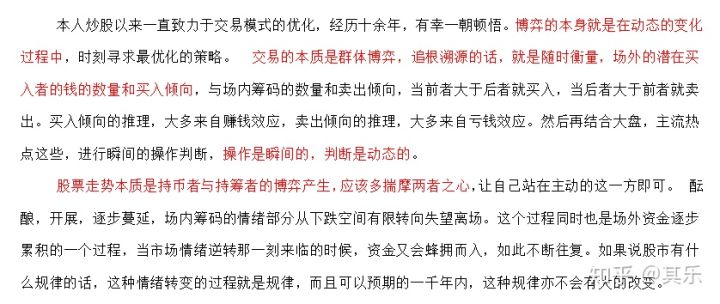 本人炒股以来一直致力于交易模式的优化，经历十余年，有幸一朝顿悟。博弈的本身就是在动态的变化
过程中，时刻寻求最优化的策略。 交易的本质是群体博弈，追根溯源的话，就是随时衡量，场外的潜在买
入者的钱的数量和买入倾向，与场内筹码的数量和卖出倾向，当前者大于后者就买入，当后者大于前者就卖
出。买入倾向的推理，大多来自赚钱效应，卖出倾向的推理，大多来自亏钱效应。然后再结合大盘，主流热
点这些，进行瞬间的操作判断，操作是瞬间的，判断是动态的。
股票走势本质是持币者与持筹者的博弈产生，应该多揣摩两者之心，让自己站在主动的这一方即可。 酝
酿，开展，逐步蔓延，场内筹码的情绪部分从下跌空间有限转向失望离场。这个过程同时也是场外资金逐步
累积的一个过程，当市场情绪逆转那一刻来临的时候，资金又会蜂拥而入，如此不断往复。如果说股市有什
么规律的话，这种情绪转变的过程就是规律，而且可以预期的一千年内，这种规律亦不会有大的改变。
知乎 @其乐